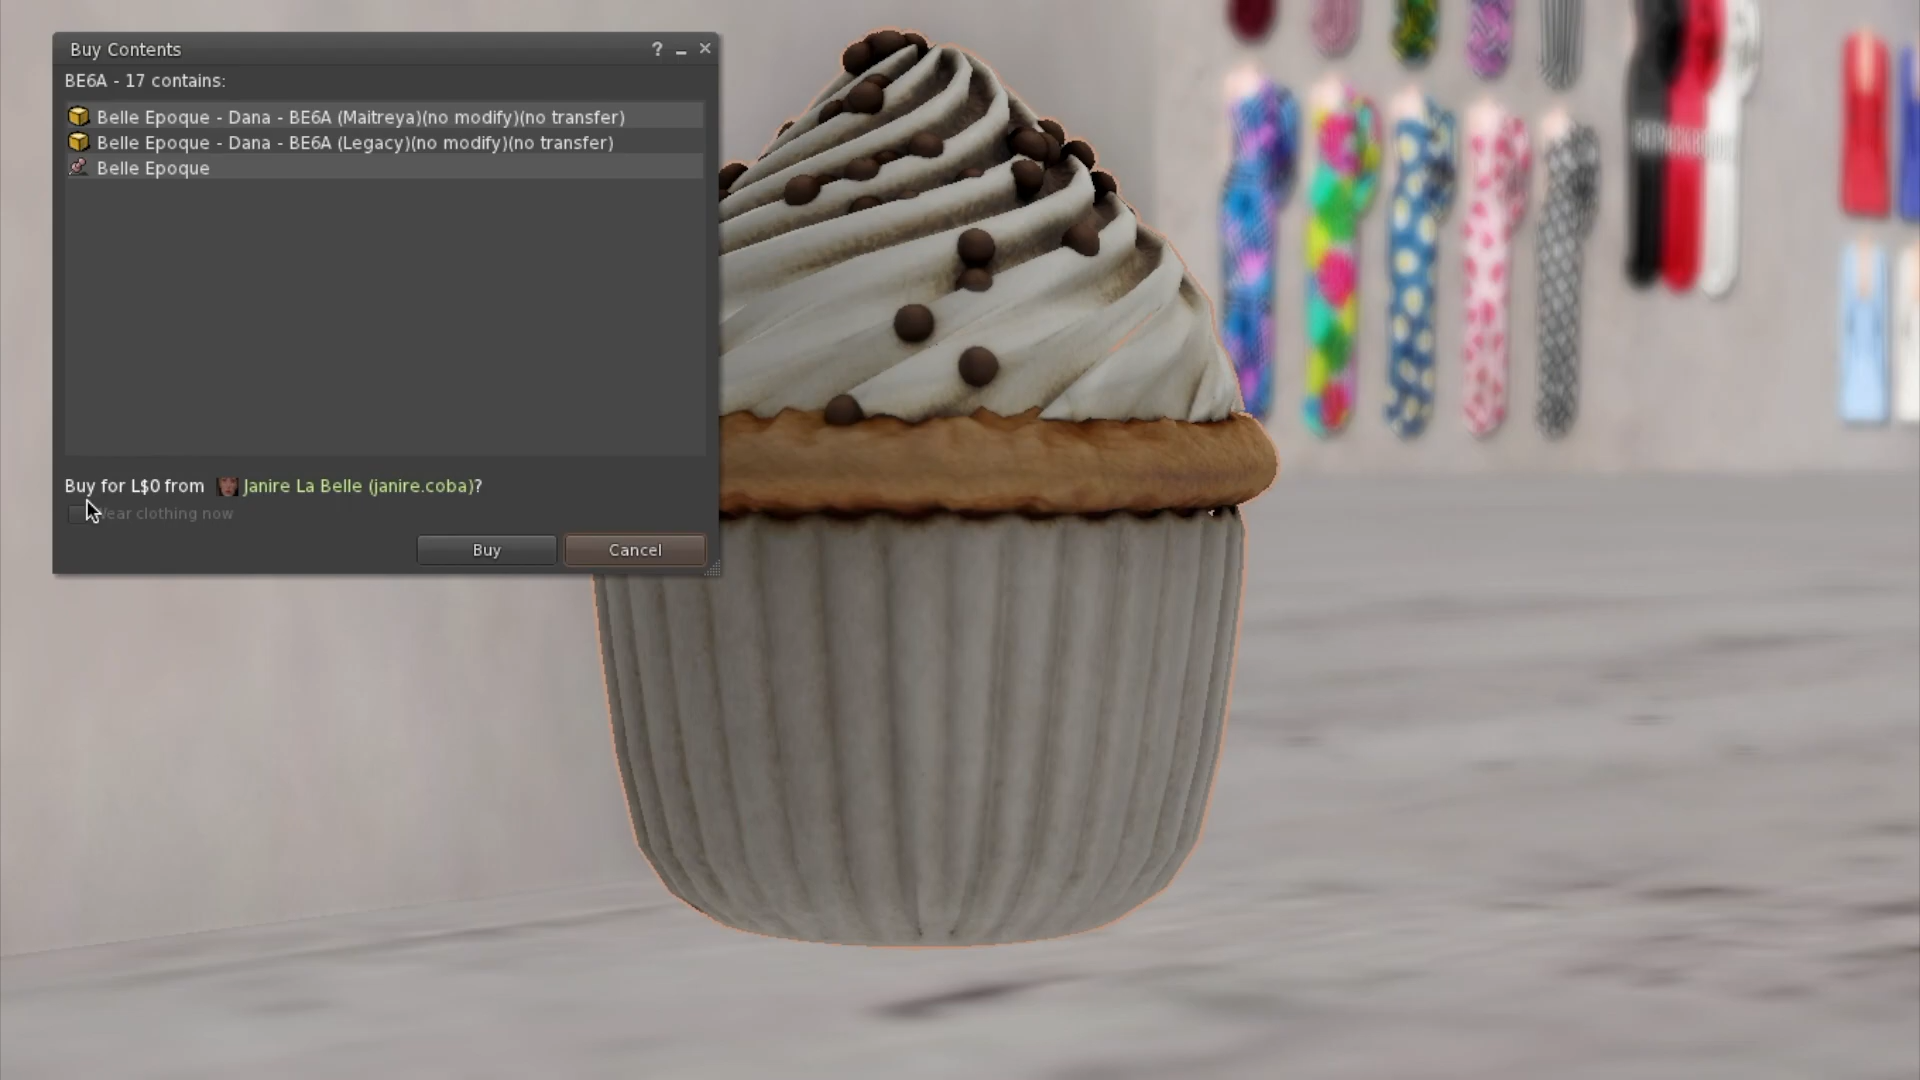 Buy Contents
? _ ×
BE6A - 17 contains:
Belle Epoque - Dana - BE6A (Maitreya)(no modify)(no transfer)
Belle Epoque - Dana - BE6A (Legacy)(no modify)(no transfer)
Belle Epoque
Buy for L$0 from Janire La Belle (janire.coba)?
clothing now
Buy Cancel